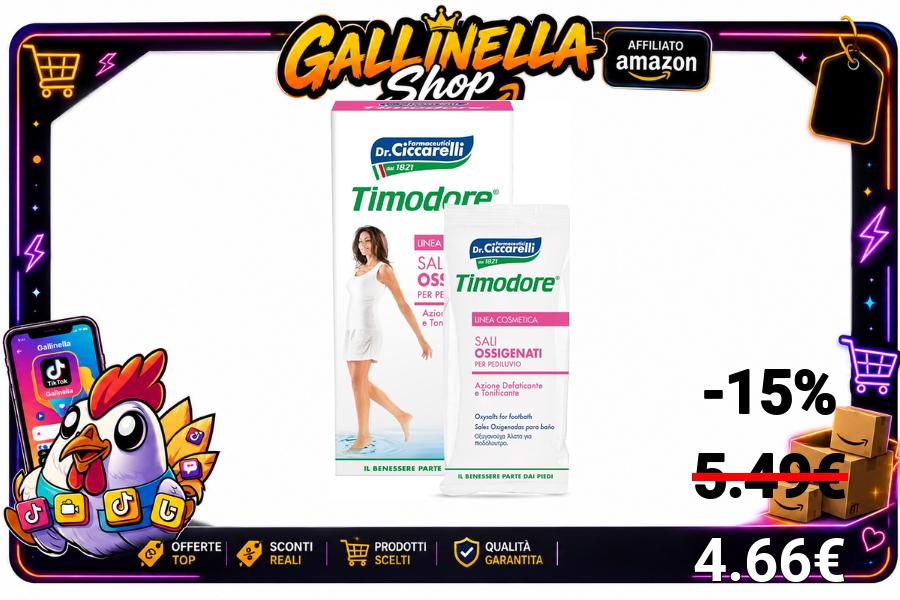 GALLINELLA
Shop
AFFILIATO
amazon
Timodore
Farmaceutici
Dr. Ciccarelli
dal 1821
Timodore®
LINEA
SAL
OSS
PER PE
Azion
e Ton
IL BENESSERE PARTE
Farmaceutici
Dr. Ciccarelli
dal 1821
Timodore®
LINEA COSMETICA
SALI
OSSIGENATI
PER PEDILUVIO
Azione Defaticante
e Tonificante
Oxysalts for footbath
Sales Oxigenadas para baño
Οξυγονούχα Άλατα για
ποδόλουτρο.
IL BENESSERE PARTE DAI PIEDI
Gallinella
TikTok
Gallinella
-15%
5.49€
4.66€
OFFERTE
TOP
SCONTI
REALI
PRODOTTI
SCELTI
QUALITÀ
GARANTITA